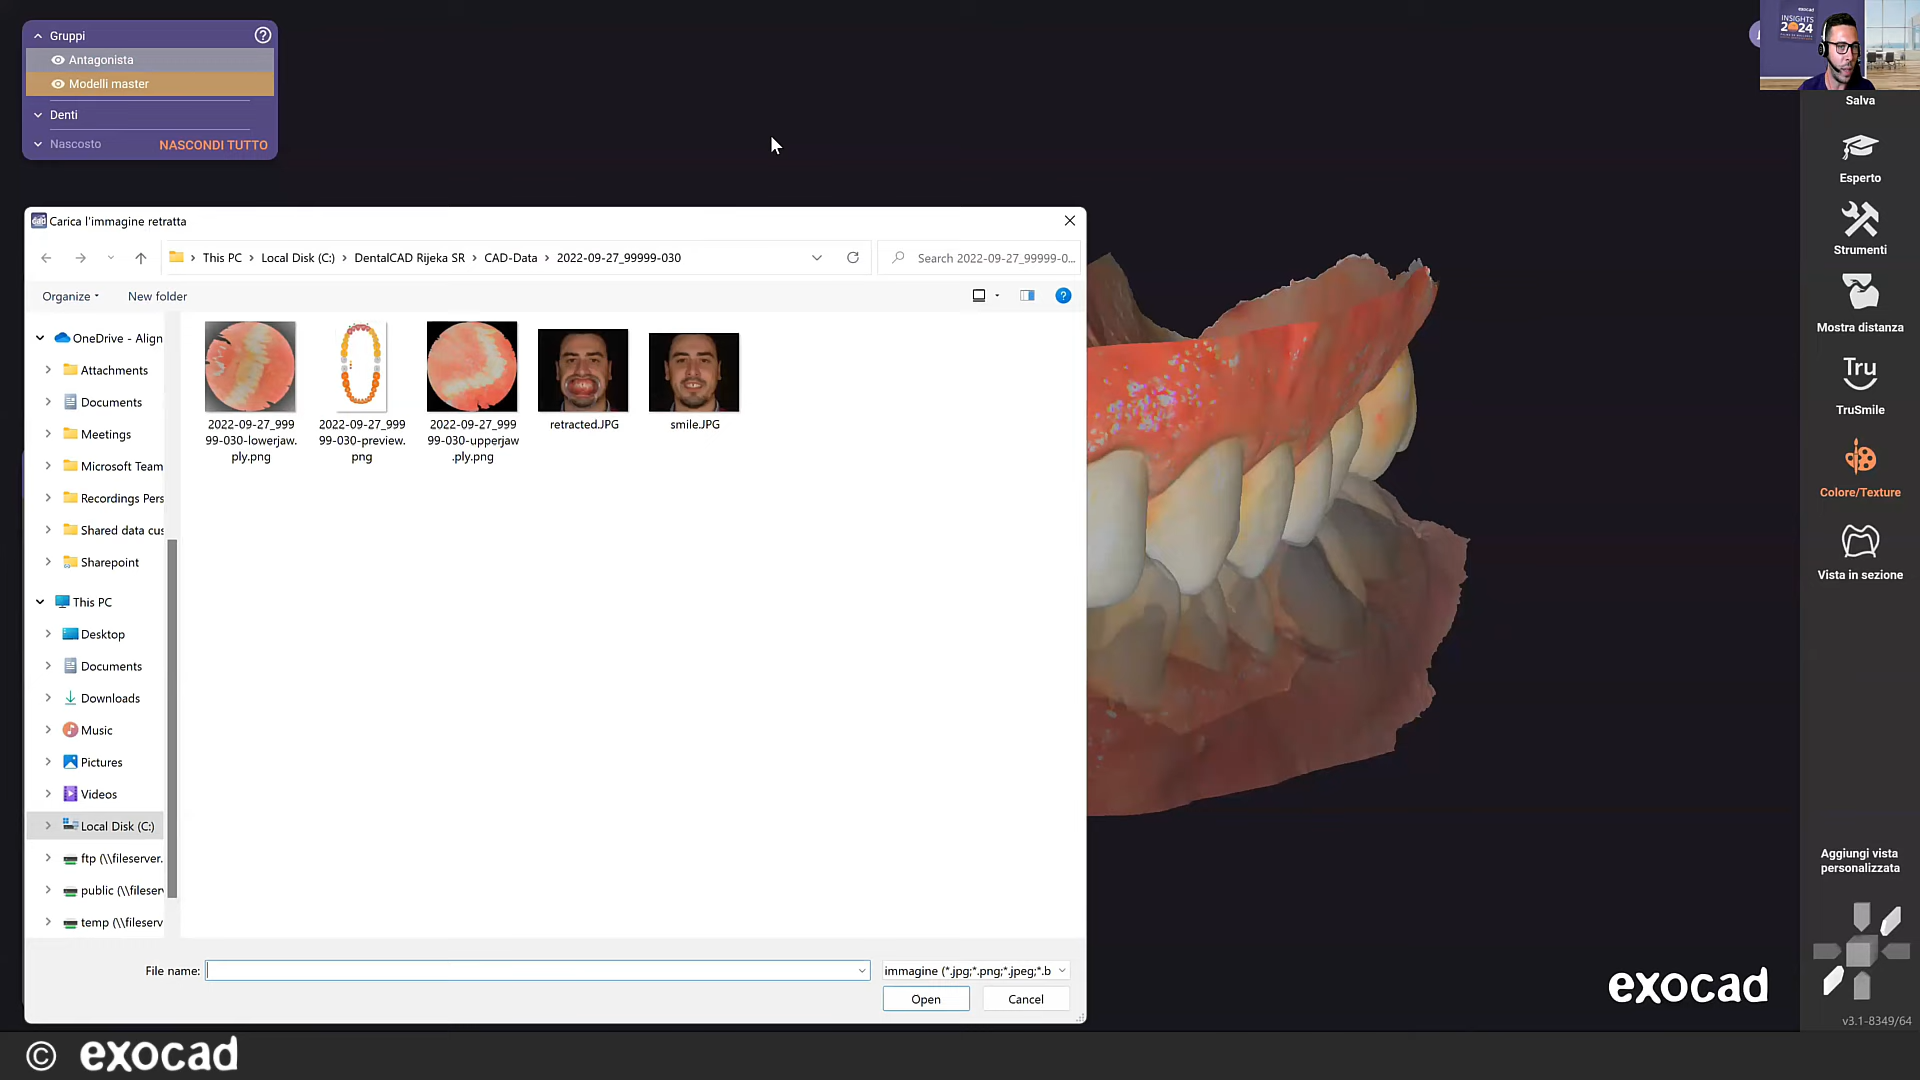 Gruppi
Antagonista
Modelli master
Denti
Nascosto NASCONDI TUTTO
exocad
INSIGHTS
2024
Salva
Esperto
Strumenti
Mostra distanza
Tru
TruSmile
Colore/Texture
Vista in sezione
Aggiungi vista
personalizzata
v3.1-8349/64
Carica l'immagine retratta
This PC > Local Disk (C:) > DentalCAD Rijeka SR > CAD-Data > 2022-09-27_99999-030
Search 2022-09-27_99999-0...
Organize New folder
OneDrive - Align
Attachments
Documents
Meetings
Microsoft Team
Recordings Pers
Shared data cus
Sharepoint
This PC
Desktop
Documents
Downloads
Music
Pictures
Videos
Local Disk (C:)
ftp (\\fileserver.
public (\\fileser
temp (\\fileserv
2022-09-27_999
99-030-lowerjaw.
ply.png
2022-09-27_999
99-030-preview.
png
2022-09-27_999
99-030-upperjaw
.ply.png
retracted.JPG
smile.JPG
File name:
immagine (*.jpg;*.png;*.jpeg;*.b
Open Cancel
exocad
© exocad